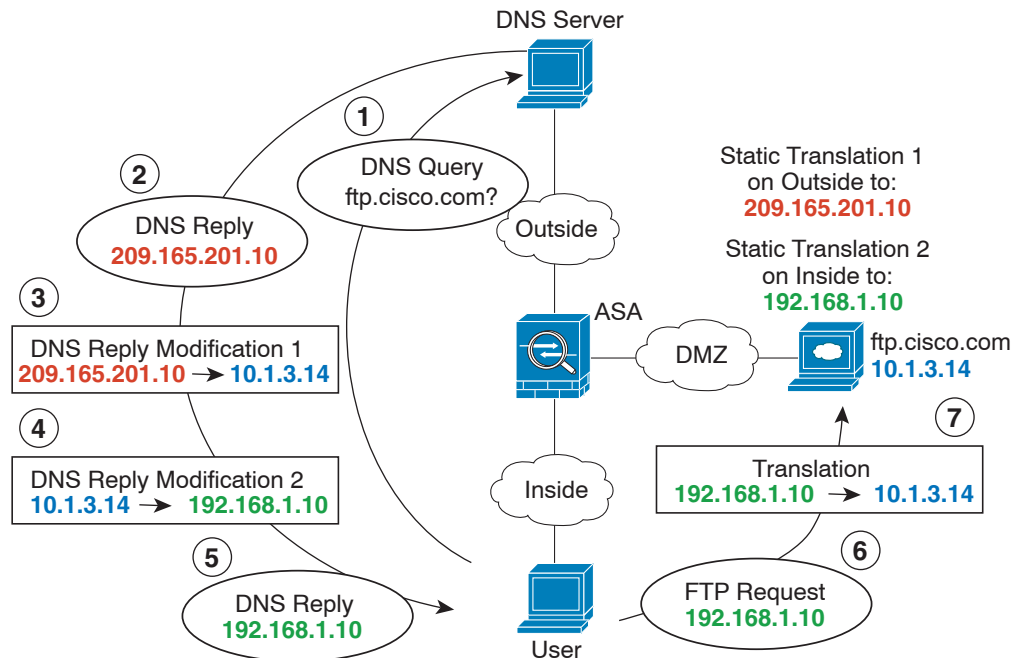 DNS Server
1
DNS Query
ftp.cisco.com?
2
DNS Reply
209.165.201.10
Outside
Static Translation 1
on Outside to:
209.165.201.10
Static Translation 2
on Inside to:
192.168.1.10
3
DNS Reply Modification 1
209.165.201.10 → 10.1.3.14
ASA
DMZ
ftp.cisco.com
10.1.3.14
4
DNS Reply Modification 2
10.1.3.14 → 192.168.1.10
Inside
7
Translation
192.168.1.10 → 10.1.3.14
5
DNS Reply
192.168.1.10
6
FTP Request
192.168.1.10
User